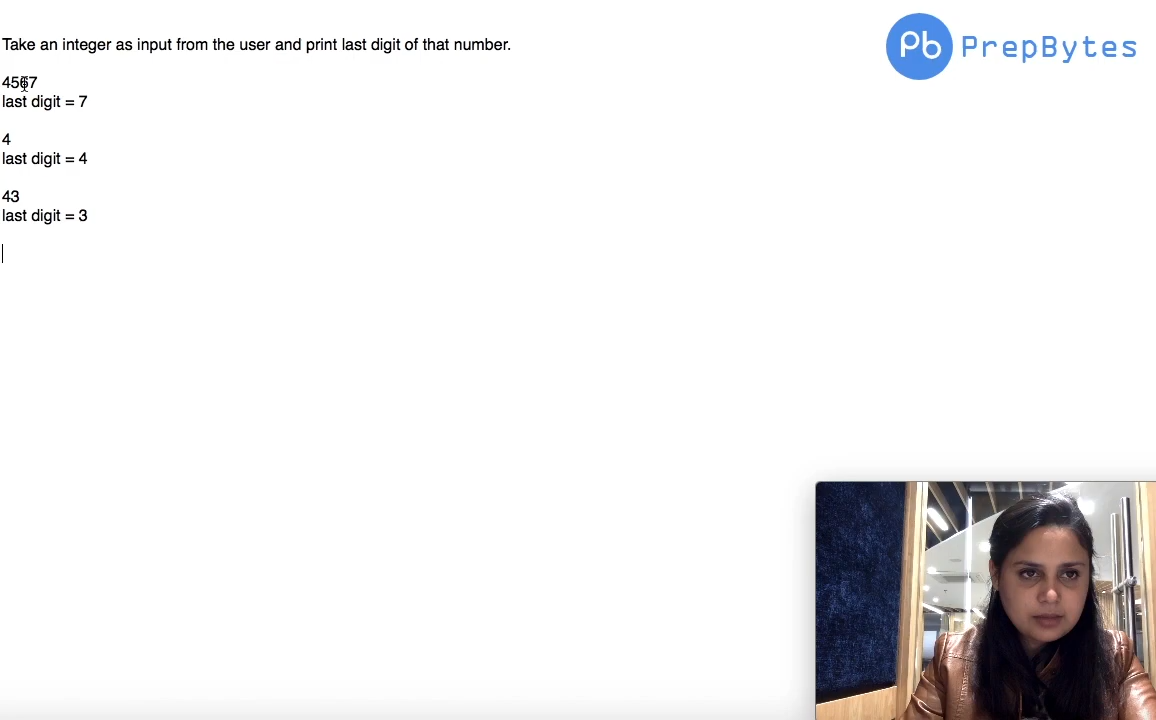 Take an integer as input from the user and print last digit of that number.
Pb PrepBytes
4567
last digit = 7
4
last digit = 4
43
last digit = 3